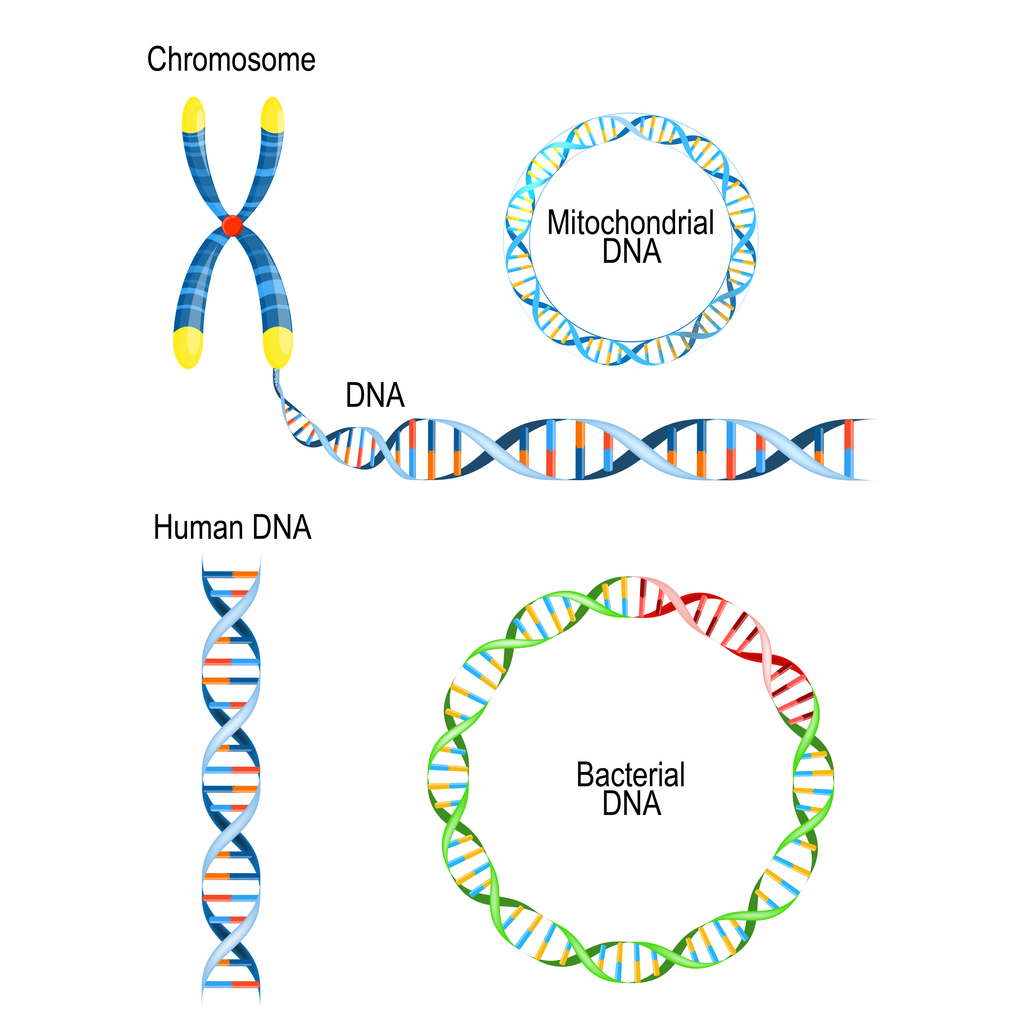 Chromosome
Mitochondrial
DNA
DNA
Human DNA
Bacterial
DNA